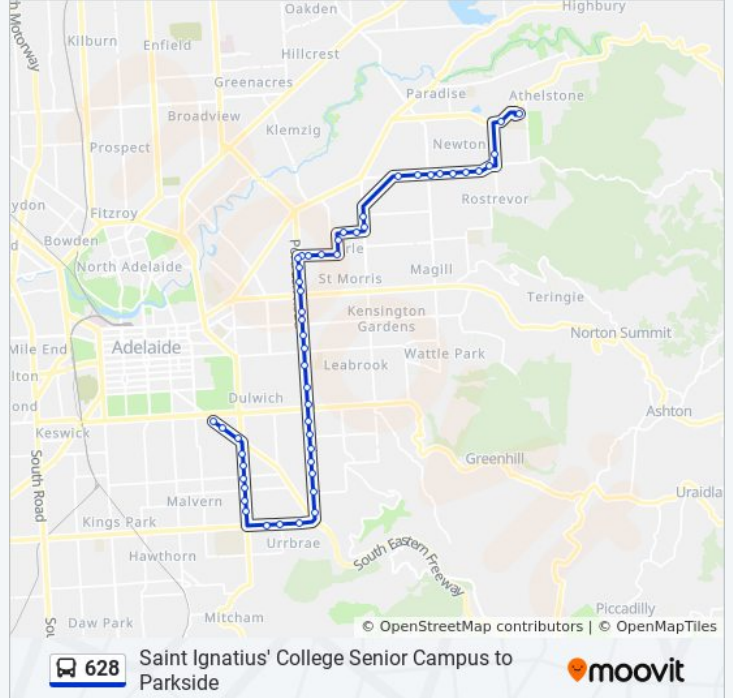 Oakden
Highbury
h Motorway
Kilburn
Enfield
Hillcrest
Greenacres
Paradise
Athelstone
Broadview
Klemzig
Newton
Prospect
Rostrevor
ydon
Fitzroy
d
Bowden
rle
North Adelaide
St Morris
Magill
Teringie
Kensington
Gardens
Norton Summit
Mile End
Adelaide
Wattle Park
lton
Leabrook
ond
Dulwich
Ashton
Keswick
Greenhill
South Road
Malvern
Uraidla
Kings Park
Urrbrae
South Eastern Freeway
Hawthorn
Piccadilly
Sou
Daw Park
Mitcham
© OpenStreetMap contributors | © OpenMapTiles
628
Saint Ignatius' College Senior Campus to
Parkside
moovit